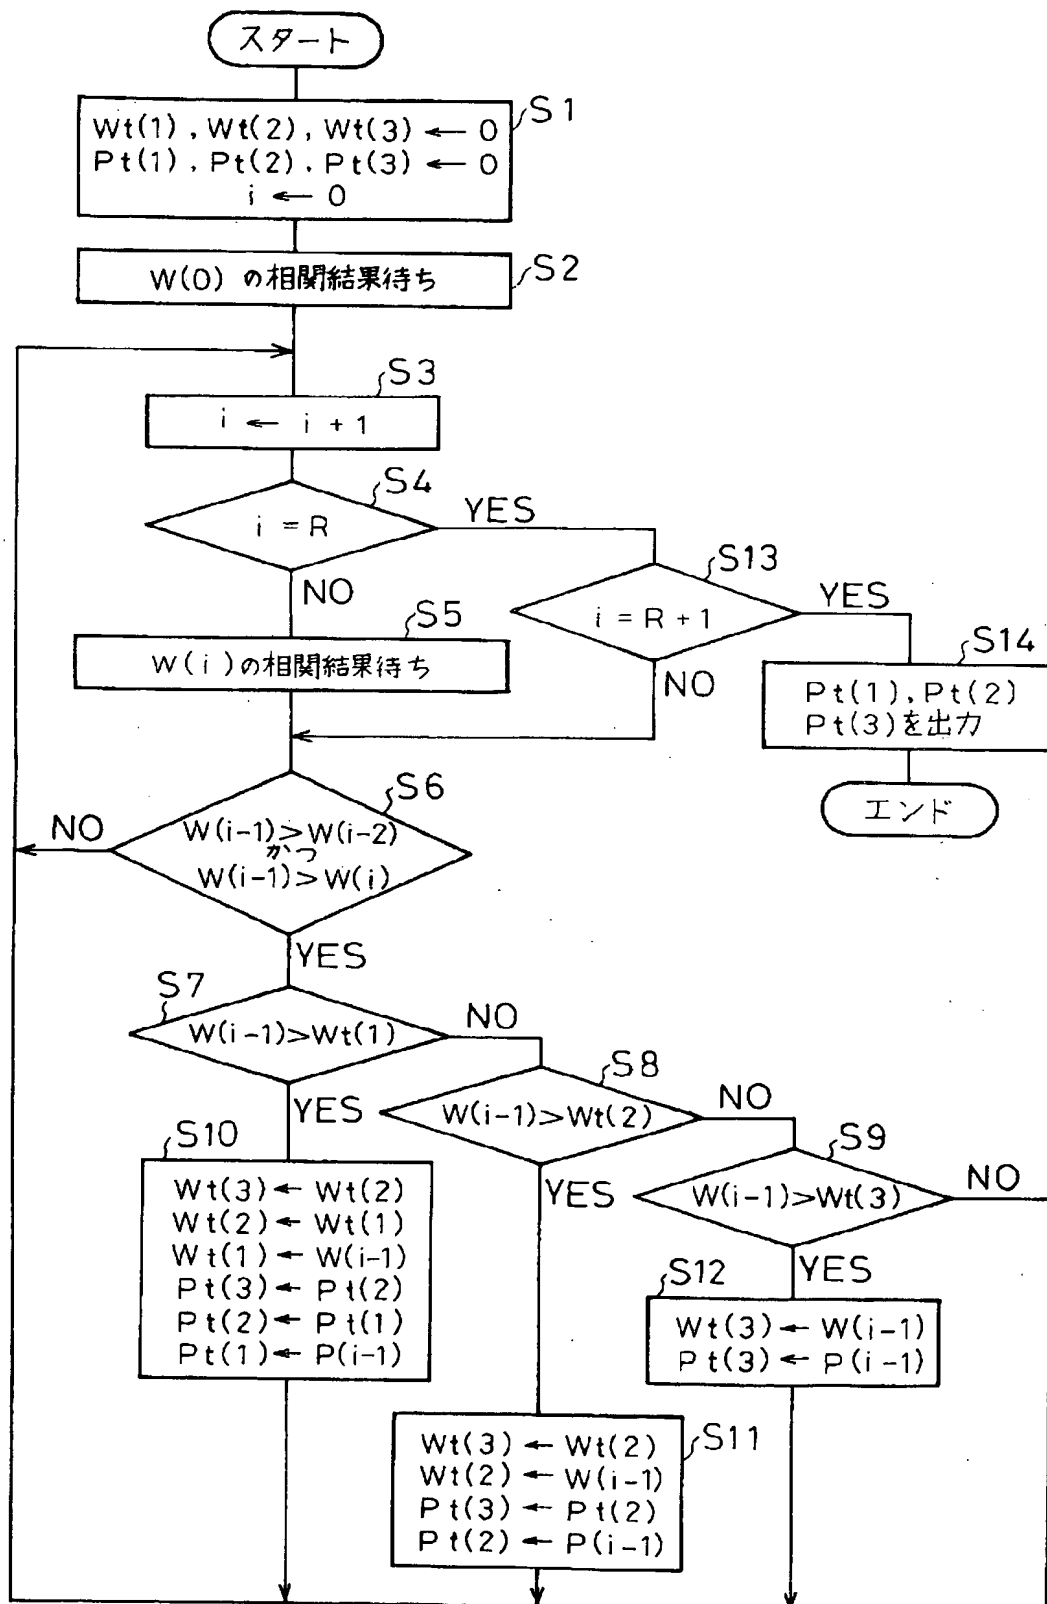 スタート
S1
Wt(1), Wt(2), Wt(3) ← 0
Pt(1), Pt(2), Pt(3) ← 0
i ← 0
S2
W(0) の相関結果待ち
S3
i ← i + 1
S4
i = R
YES
NO
S13
i = R + 1
YES
NO
S5
W(i)の相関結果待ち
S14
Pt(1), Pt(2)
Pt(3)を出力
エンド
S6
W(i-1)>W(i-2)
かつ
W(i-1)>W(i)
NO
YES
S7
W(i-1)>Wt(1)
NO
YES
S8
W(i-1)>Wt(2)
NO
YES
S9
W(i-1)>Wt(3)
NO
YES
S10
Wt(3)← Wt(2)
Wt(2)← Wt(1)
Wt(1)← W(i-1)
Pt(3)← Pt(2)
Pt(2)← Pt(1)
Pt(1)← P(i-1)
S12
Wt(3)← W(i-1)
Pt(3)← P(i-1)
S11
Wt(3)← Wt(2)
Wt(2)← W(i-1)
Pt(3)← Pt(2)
Pt(2)← P(i-1)